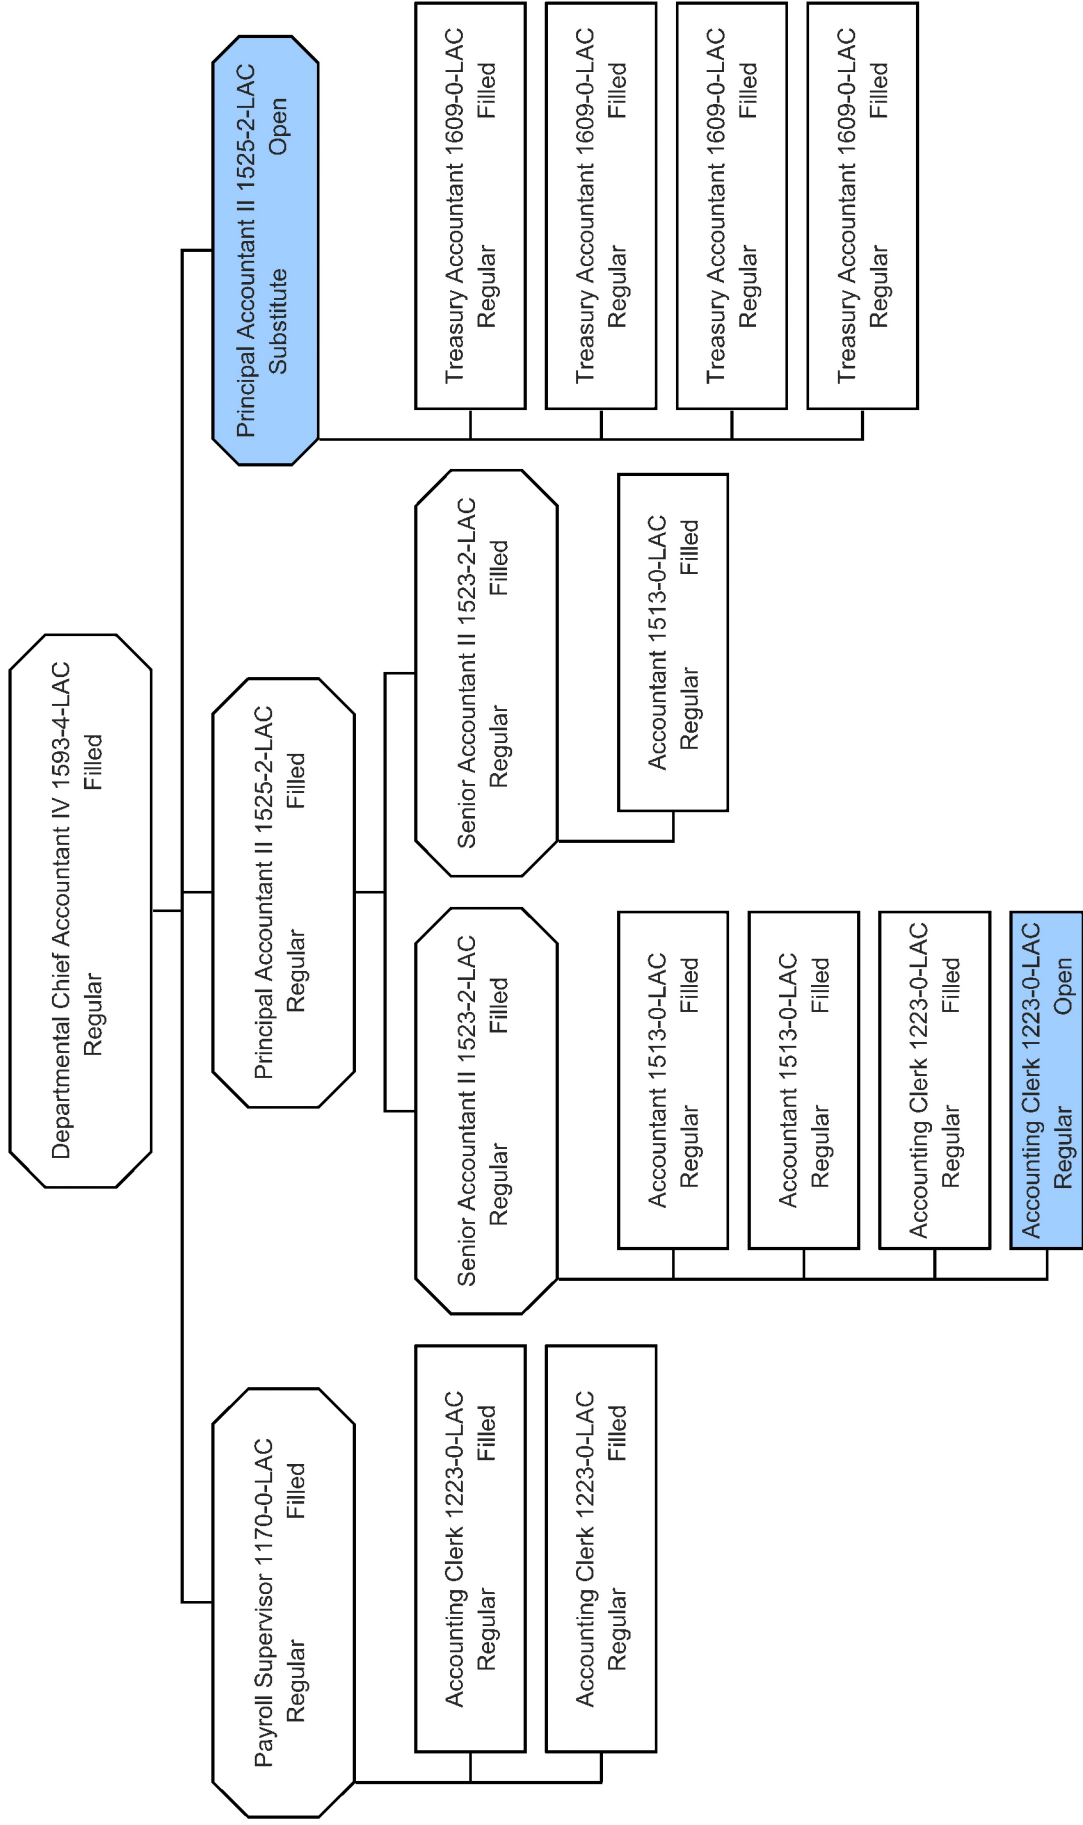 Departmental Chief Accountant IV 1593-4-LAC
Regular Filled
Payroll Supervisor 1170-0-LAC
Regular Filled
Accounting Clerk 1223-0-LAC
Regular Filled
Accounting Clerk 1223-0-LAC
Regular Filled
Principal Accountant II 1525-2-LAC
Regular Filled
Senior Accountant II 1523-2-LAC
Regular Filled
Accountant 1513-0-LAC
Regular Filled
Accountant 1513-0-LAC
Regular Filled
Accounting Clerk 1223-0-LAC
Regular Filled
Accounting Clerk 1223-0-LAC
Regular Open
Senior Accountant II 1523-2-LAC
Regular Filled
Accountant 1513-0-LAC
Regular Filled
Principal Accountant II 1525-2-LAC
Substitute Open
Treasury Accountant 1609-0-LAC
Regular Filled
Treasury Accountant 1609-0-LAC
Regular Filled
Treasury Accountant 1609-0-LAC
Regular Filled
Treasury Accountant 1609-0-LAC
Regular Filled